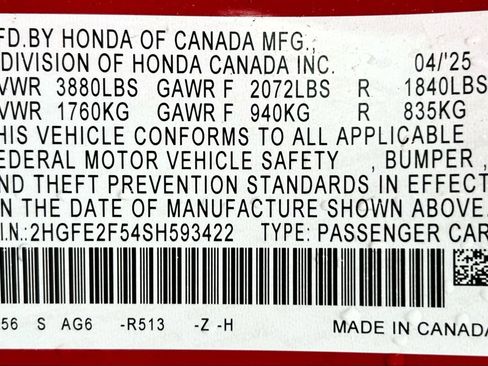 FD.BY HONDA OF CANADA MFG.,
DIVISION OF HONDA CANADA INC. 04/'25
VWR 3880LBS GAWR F 2072LBS R 1840LBS
VWR 1760KG GAWR F 940KG R 835KG
HIS VEHICLE CONFORMS TO ALL APPLICABLE
EDERAL MOTOR VEHICLE SAFETY , BUMPER ,
ND THEFT PREVENTION STANDARDS IN EFFECT
N THE DATE OF MANUFACTURE SHOWN ABOVE.
.I.N.:2HGFE2F54SH593422 TYPE: PASSENGER CAR
56 S AG6 -R513 -Z -H MADE IN CANADA